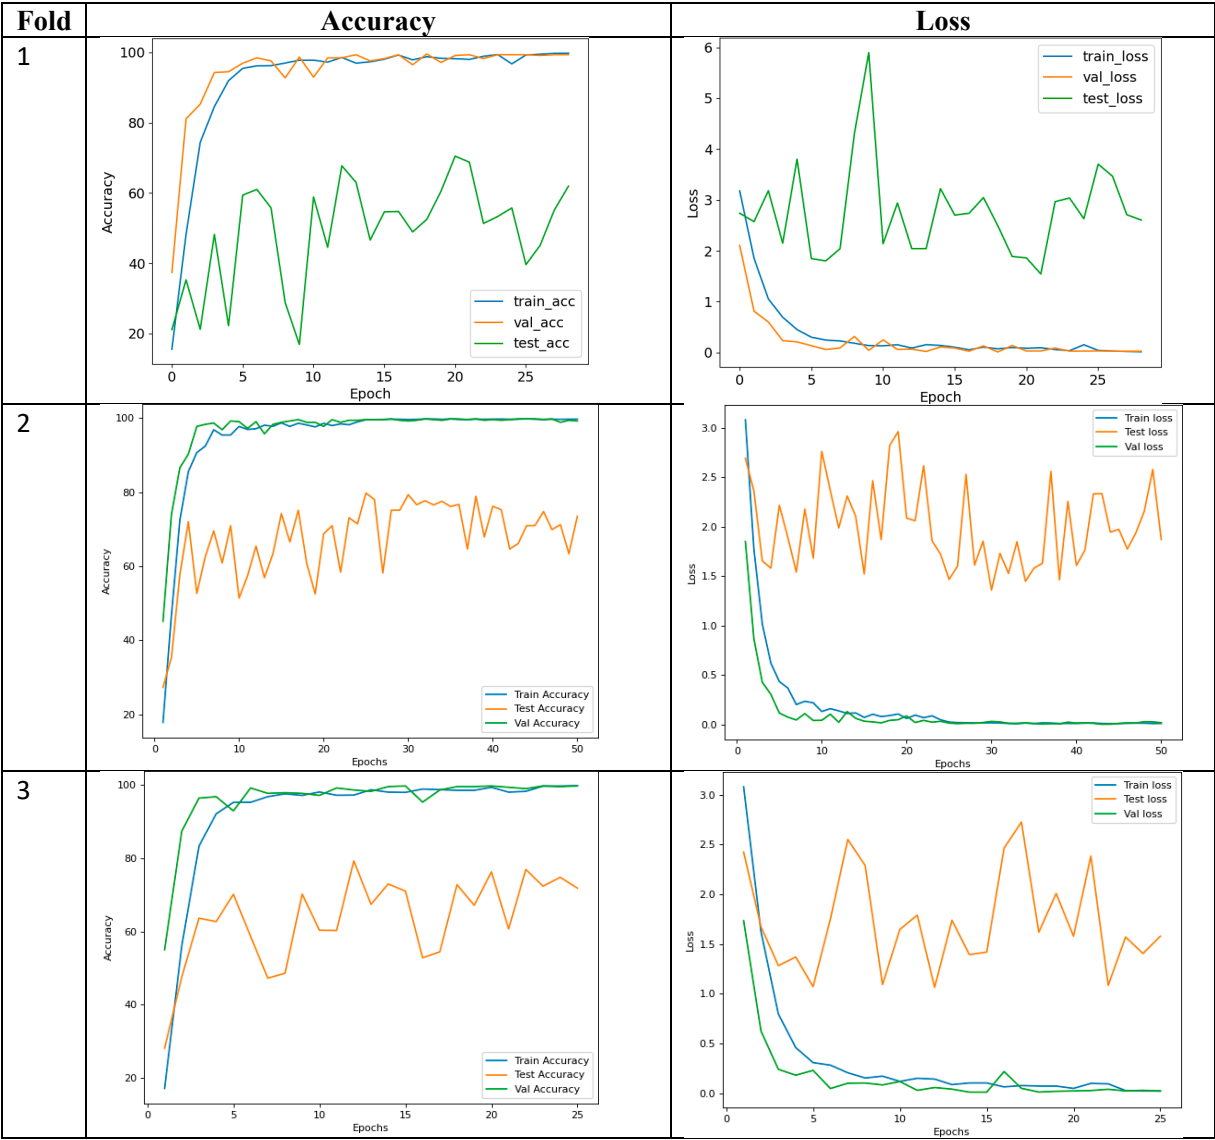 Fold Accuracy Loss
1
100
80
60
40
20
0 5 10 15 20 25
Accuracy
Epoch
train_acc
val_acc
test_acc
6
5
4
3
2
1
0
0 5 10 15 20 25
Loss
Epoch
train_loss
val_loss
test_loss
2
100
80
60
40
20
0 10 20 30 40 50
Accuracy
Epochs
Train Accuracy
Test Accuracy
Val Accuracy
3.0
2.5
2.0
1.5
1.0
0.5
0.0
0 10 20 30 40 50
Loss
Epochs
Train loss
Test loss
Val loss
3
100
80
60
40
20
0 5 10 15 20 25
Accuracy
Epochs
Train Accuracy
Test Accuracy
Val Accuracy
3.0
2.5
2.0
1.5
1.0
0.5
0.0
0 5 10 15 20 25
Loss
Epochs
Train loss
Test loss
Val loss